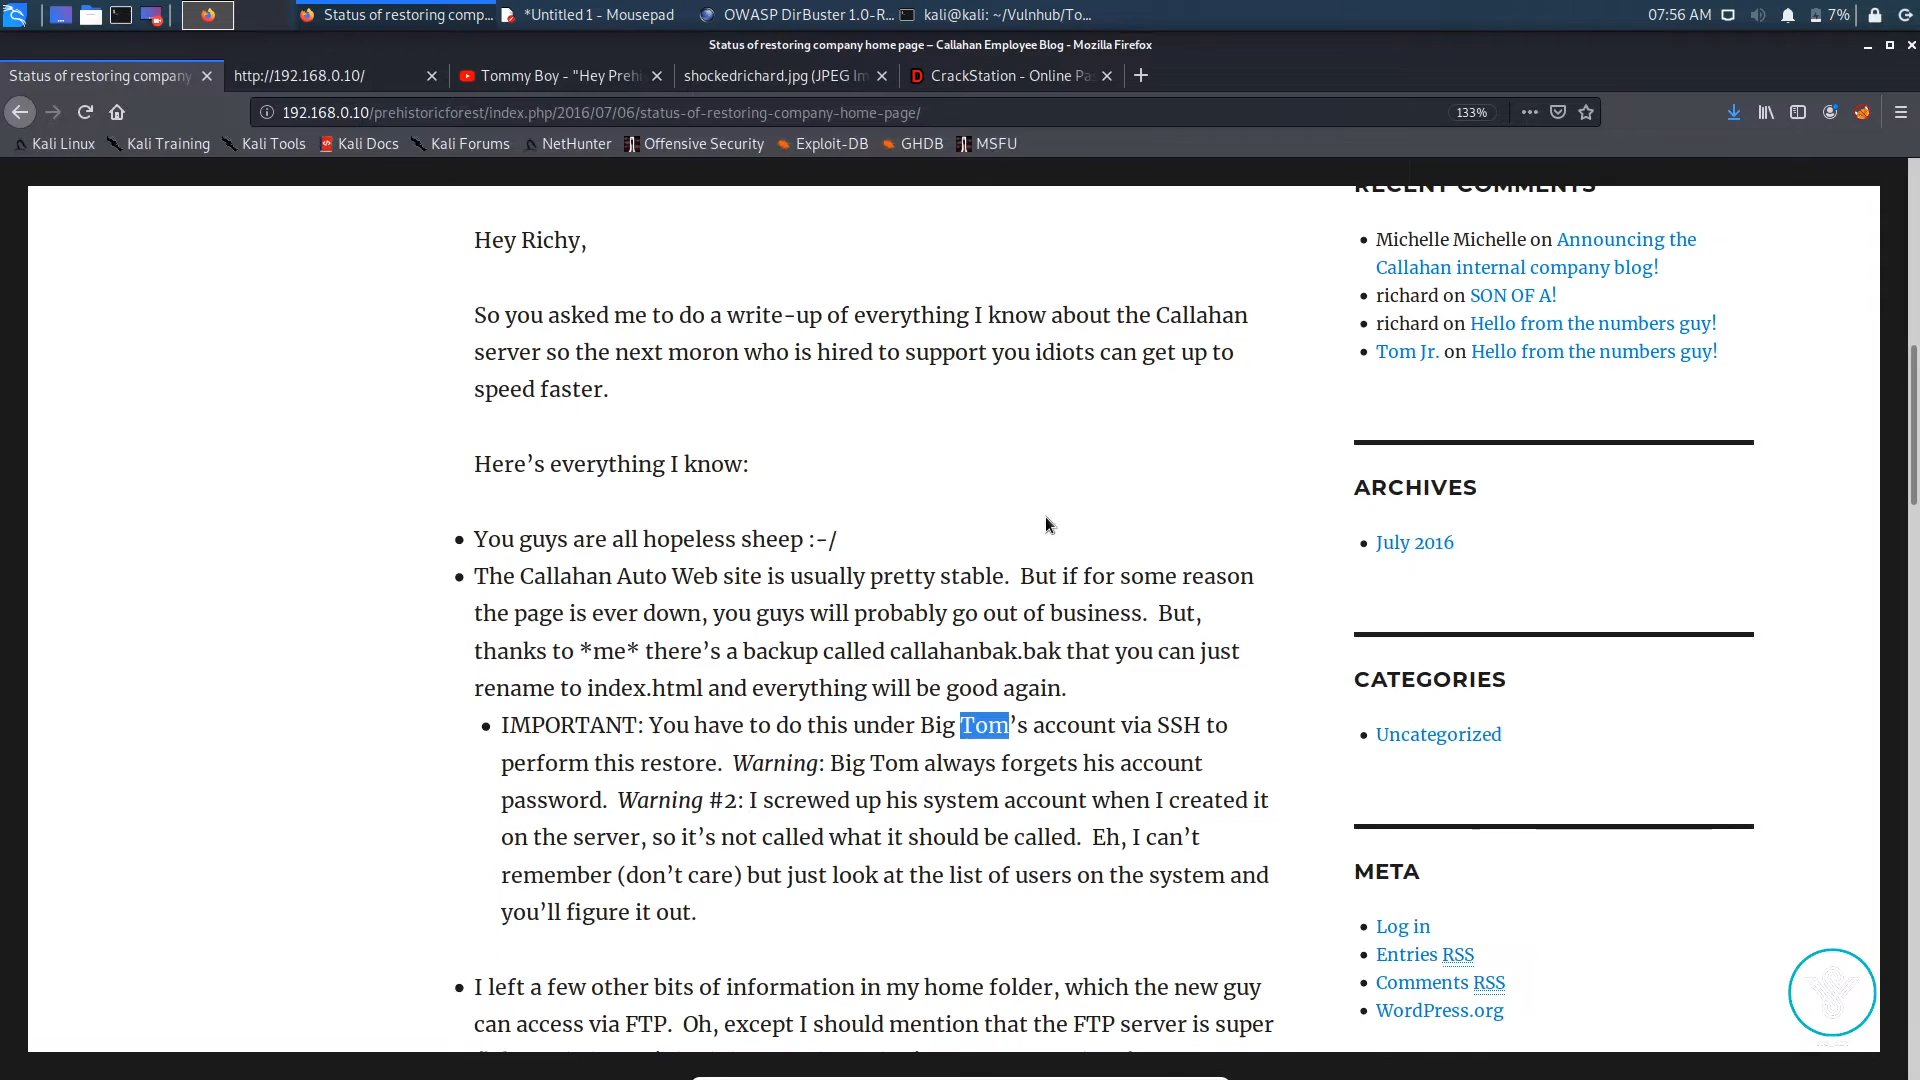 Status of restoring comp...
*Untitled 1 - Mousepad
OWASP DirBuster 1.0-R...
kali@kali: ~/Vulnhub/To...
07:56 AM
7%
Status of restoring company home page – Callahan Employee Blog - Mozilla Firefox
Status of restoring company
http://192.168.0.10/
Tommy Boy - "Hey Prehi
shockedrichard.jpg (JPEG Im
CrackStation - Online Pa
192.168.0.10/prehistoricforest/index.php/2016/07/06/status-of-restoring-company-home-page/
133%
Kali Linux
Kali Training
Kali Tools
Kali Docs
Kali Forums
NetHunter
Offensive Security
Exploit-DB
GHDB
MSFU
Hey Richy,
So you asked me to do a write-up of everything I know about the Callahan
server so the next moron who is hired to support you idiots can get up to
speed faster.
Here’s everything I know:
• You guys are all hopeless sheep :-/
• The Callahan Auto Web site is usually pretty stable.  But if for some reason
the page is ever down, you guys will probably go out of business.  But,
thanks to *me* there’s a backup called callahanbak.bak that you can just
rename to index.html and everything will be good again.
• IMPORTANT: You have to do this under Big Tom’s account via SSH to
perform this restore.  Warning: Big Tom always forgets his account
password.  Warning #2: I screwed up his system account when I created it
on the server, so it’s not called what it should be called.  Eh, I can’t
remember (don’t care) but just look at the list of users on the system and
you’ll figure it out.
• I left a few other bits of information in my home folder, which the new guy
can access via FTP.  Oh, except I should mention that the FTP server is super
RECENT COMMENTS
• Michelle Michelle on Announcing the
Callahan internal company blog!
• richard on SON OF A!
• richard on Hello from the numbers guy!
• Tom Jr. on Hello from the numbers guy!
ARCHIVES
• July 2016
CATEGORIES
• Uncategorized
META
• Log in
• Entries RSS
• Comments RSS
• WordPress.org